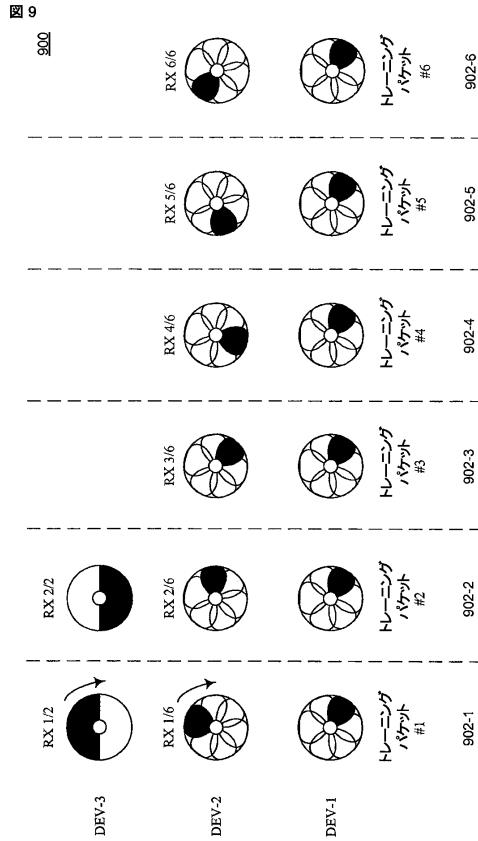 図 9
900
RX 1/2
RX 2/2
DEV-3
RX 1/6
RX 2/6
RX 3/6
RX 4/6
RX 5/6
RX 6/6
DEV-2
DEV-1
トレーニング
パケット
#1
トレーニング
パケット
#2
トレーニング
パケット
#3
トレーニング
パケット
#4
トレーニング
パケット
#5
トレーニング
パケット
#6
902-1
902-2
902-3
902-4
902-5
902-6